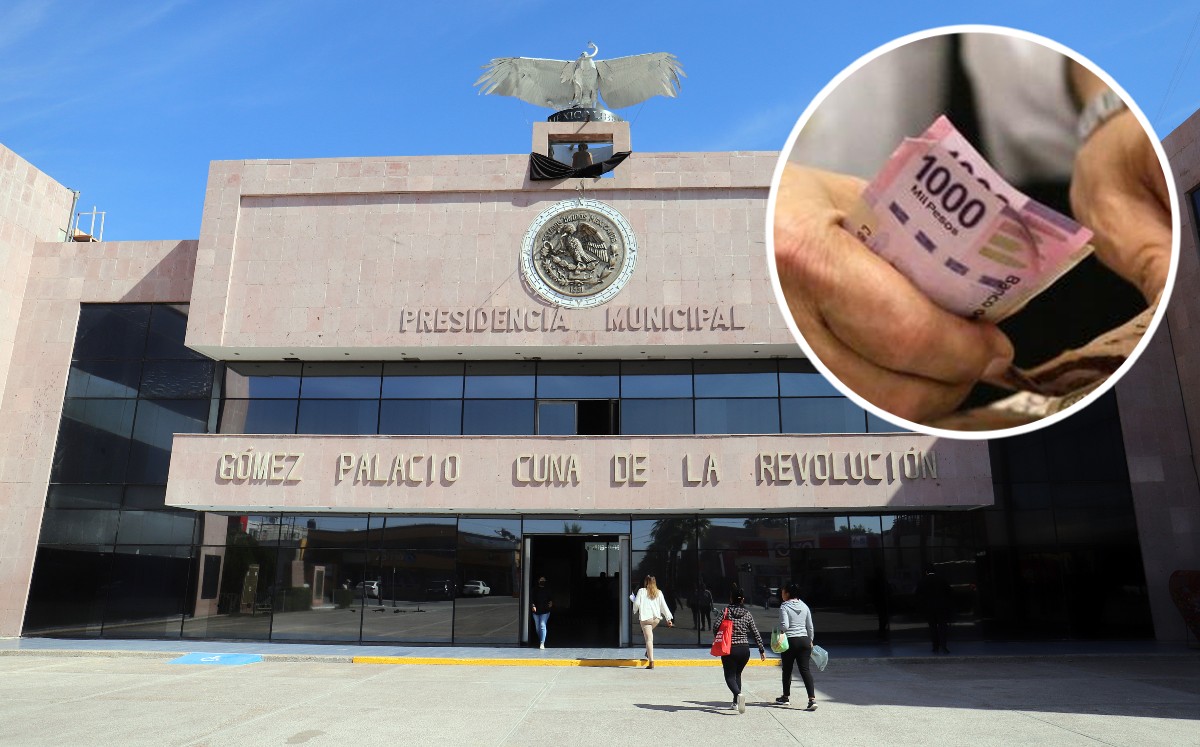 PRESIDENCIA MUNICIPAL
GÓMEZ PALACIO CUNA DE LA REVOLUCIÓN
1000
Mil Pesos